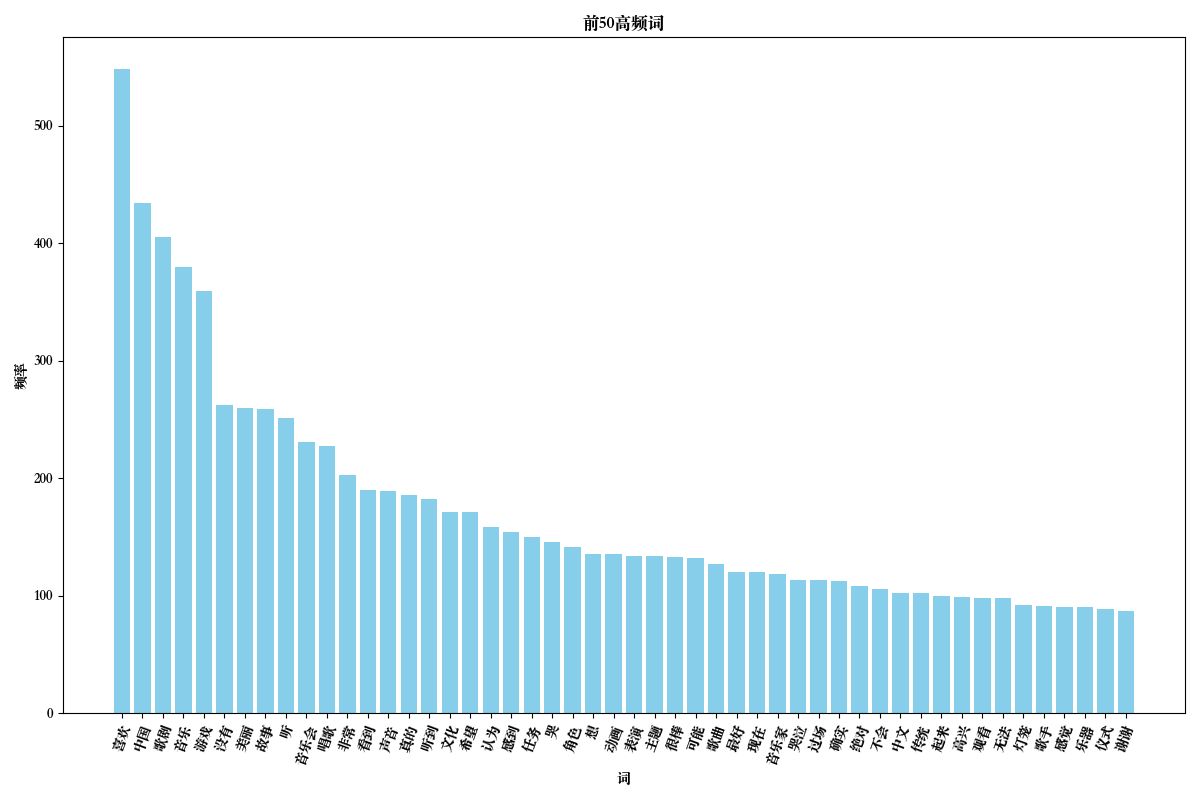 前50高频词
频率
500
400
300
200
100
0
喜欢
中国
歌剧
音乐
游戏
没有
美丽
故事
听
音乐会
唱歌
非常
看到
声音
真的
听到
文化
希望
认为
感到
任务
哭
角色
想
动画
表演
主题
很棒
可能
歌曲
最好
现在
音乐家
哭泣
过场
确实
绝对
不会
中文
传统
起来
高兴
观看
无法
灯笼
歌手
感觉
乐器
仪式
谢谢
词